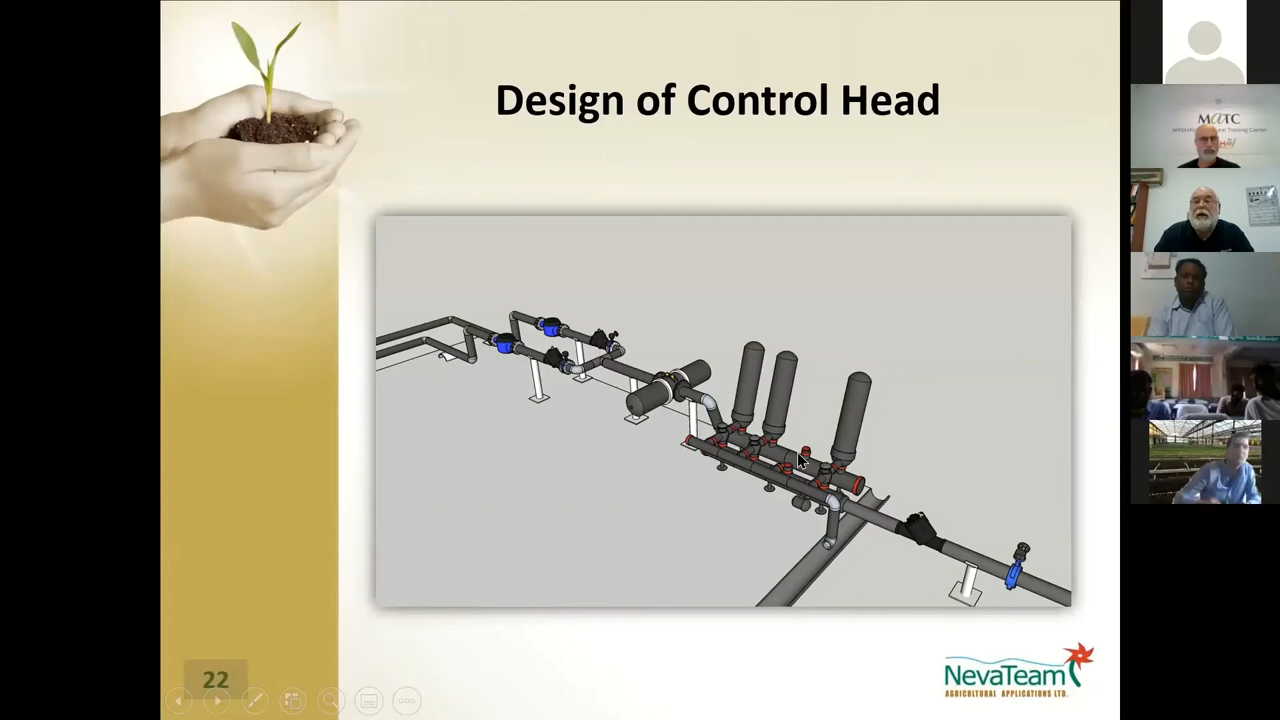 Design of Control Head
22
NevaTeam
AGRICULTURAL APPLICATIONS LTD.
MATC